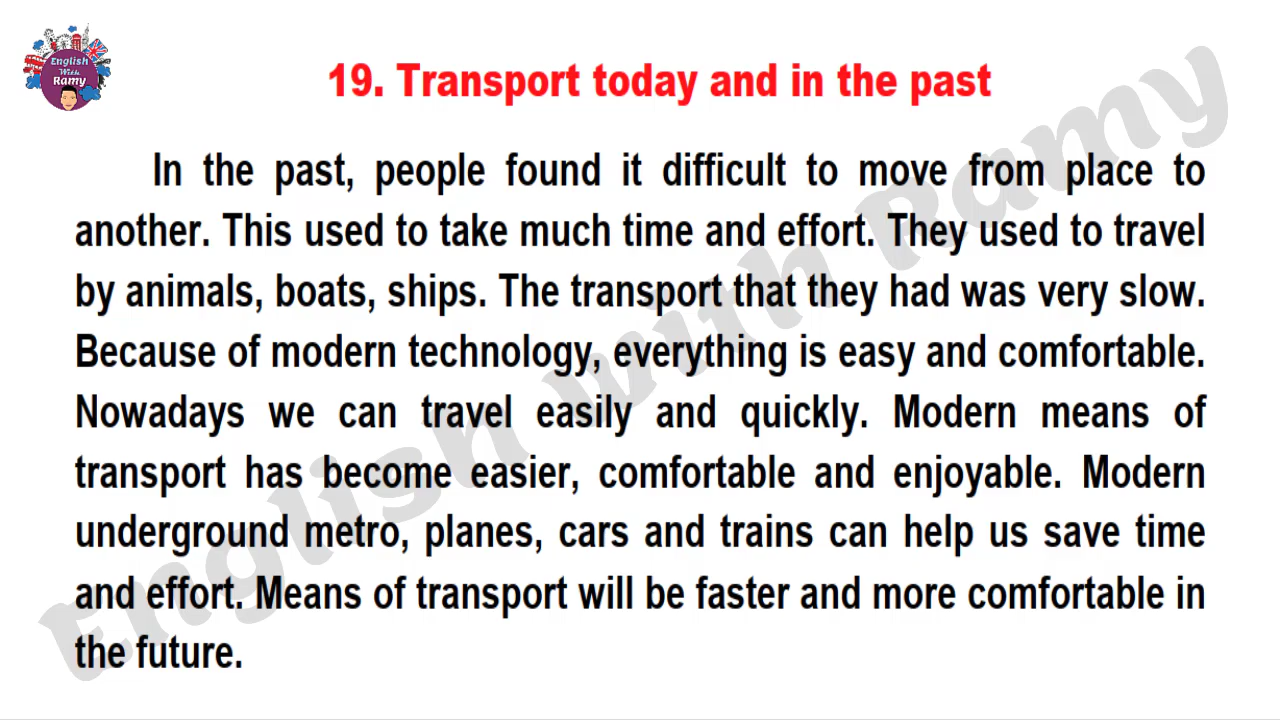 English
With
Ramy
19. Transport today and in the past
In the past, people found it difficult to move from place to
another. This used to take much time and effort. They used to travel
by animals, boats, ships. The transport that they had was very slow.
Because of modern technology, everything is easy and comfortable.
Nowadays we can travel easily and quickly. Modern means of
transport has become easier, comfortable and enjoyable. Modern
underground metro, planes, cars and trains can help us save time
and effort. Means of transport will be faster and more comfortable in
the future.
English with Ramy